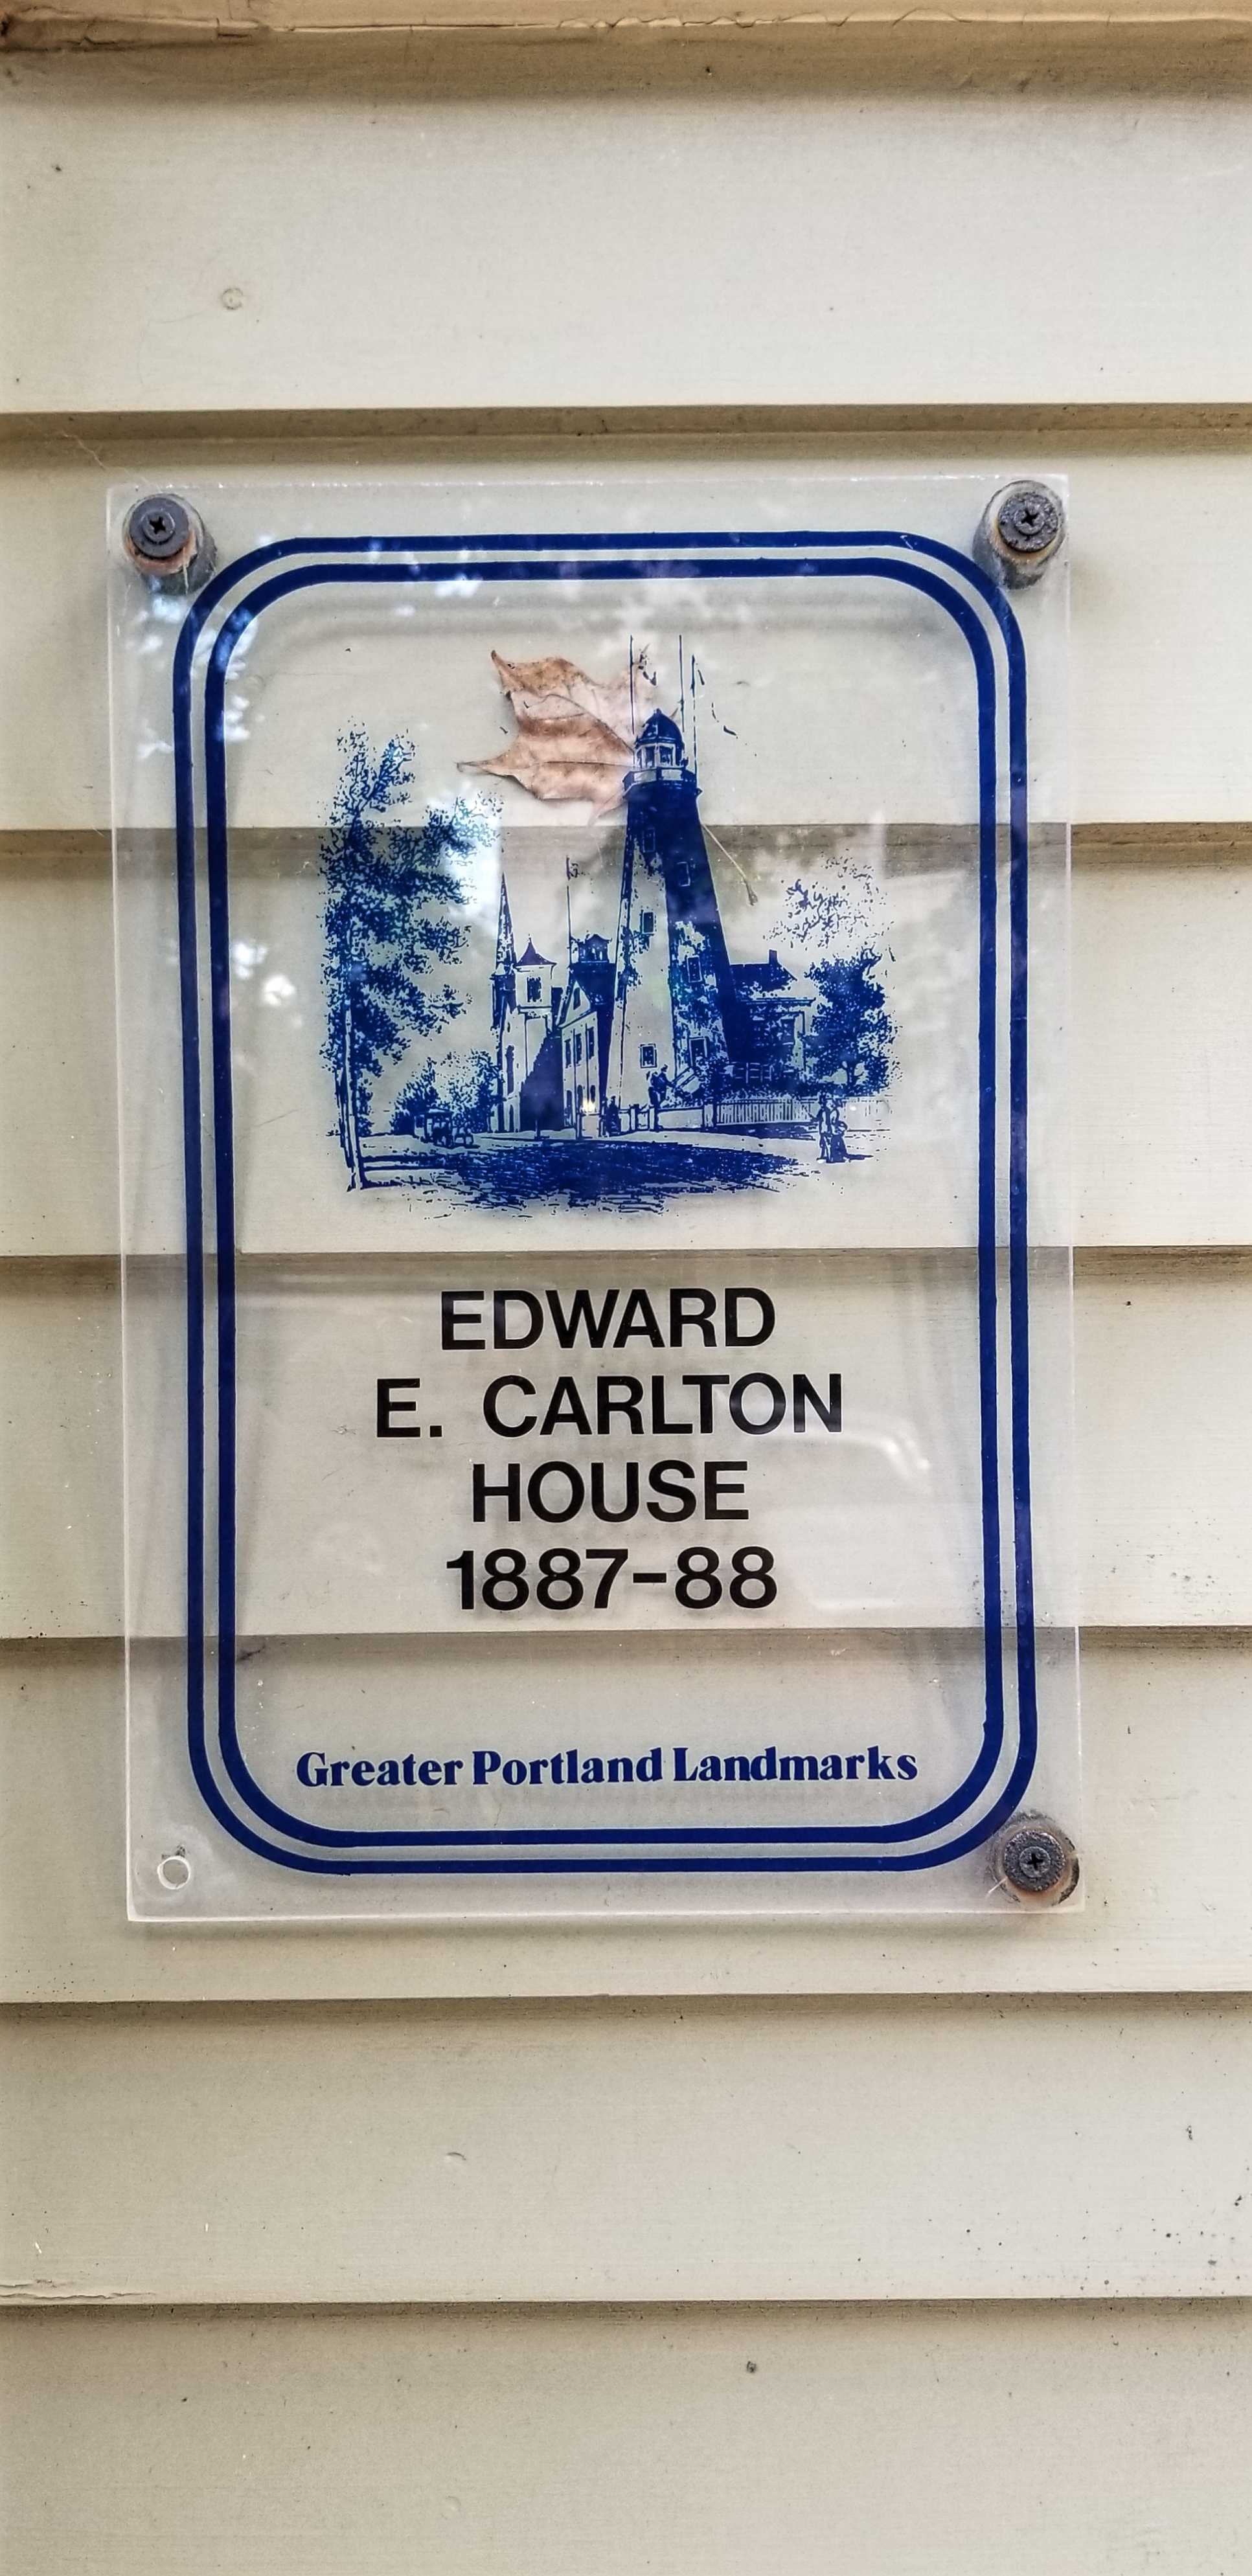 EDWARD
E. CARLTON
HOUSE
1887-88
Greater Portland Landmarks